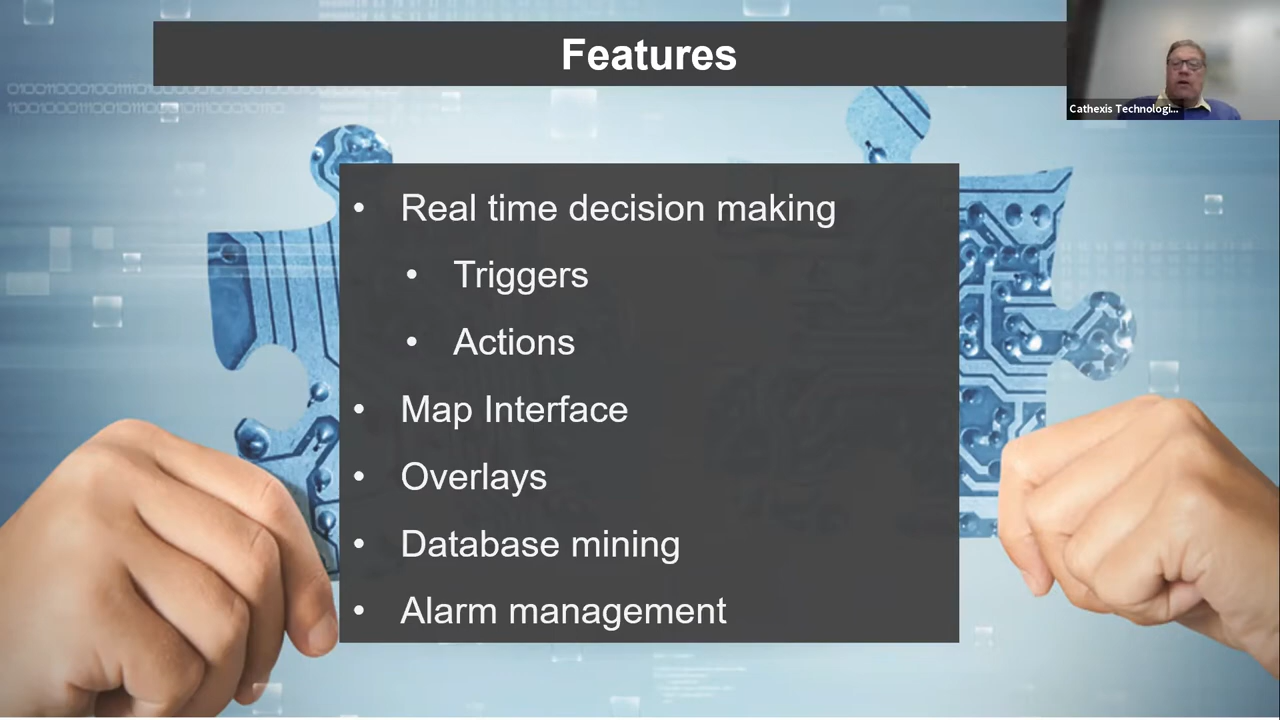 Features
Cathexis Technologi...
• Real time decision making
• Triggers
• Actions
• Map Interface
• Overlays
• Database mining
• Alarm management